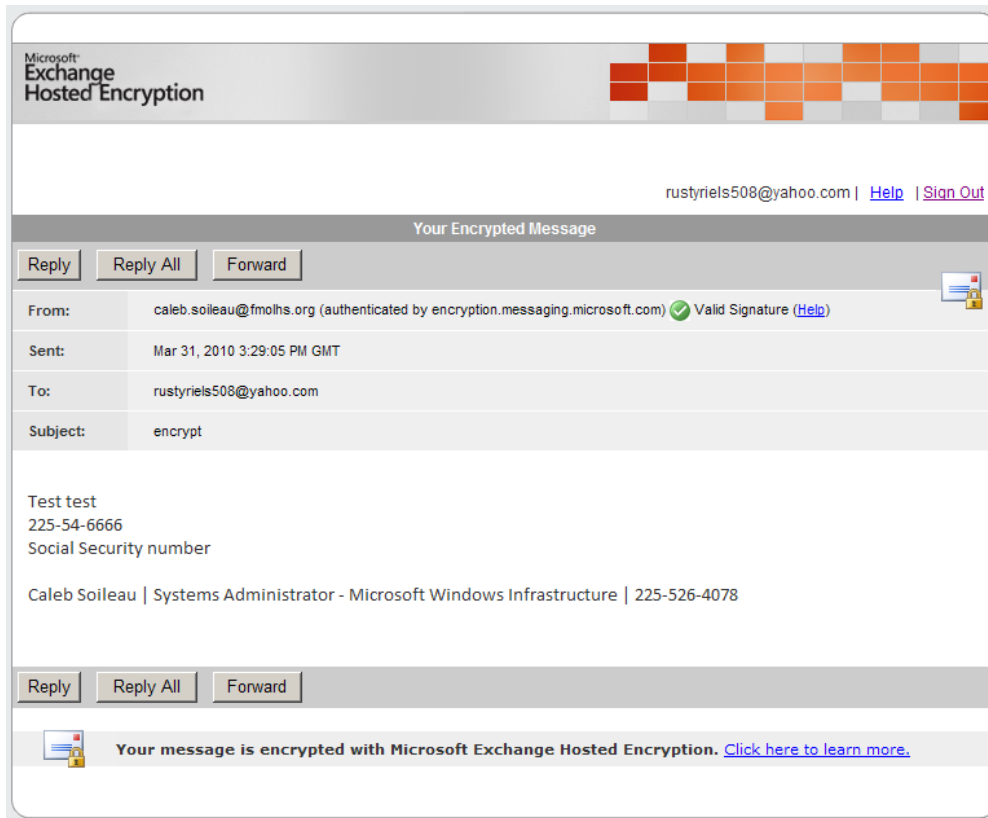 Microsoft
Exchange
Hosted Encryption
rustyriels508@yahoo.com | Help | Sign Out
Your Encrypted Message
Reply Reply All Forward
From: caleb.soileau@fmolhs.org (authenticated by encryption.messaging.microsoft.com) Valid Signature (Help)
Sent: Mar 31, 2010 3:29:05 PM GMT
To: rustyriels508@yahoo.com
Subject: encrypt
Test test
225-54-6666
Social Security number
Caleb Soileau | Systems Administrator - Microsoft Windows Infrastructure | 225-526-4078
Reply Reply All Forward
Your message is encrypted with Microsoft Exchange Hosted Encryption. Click here to learn more.